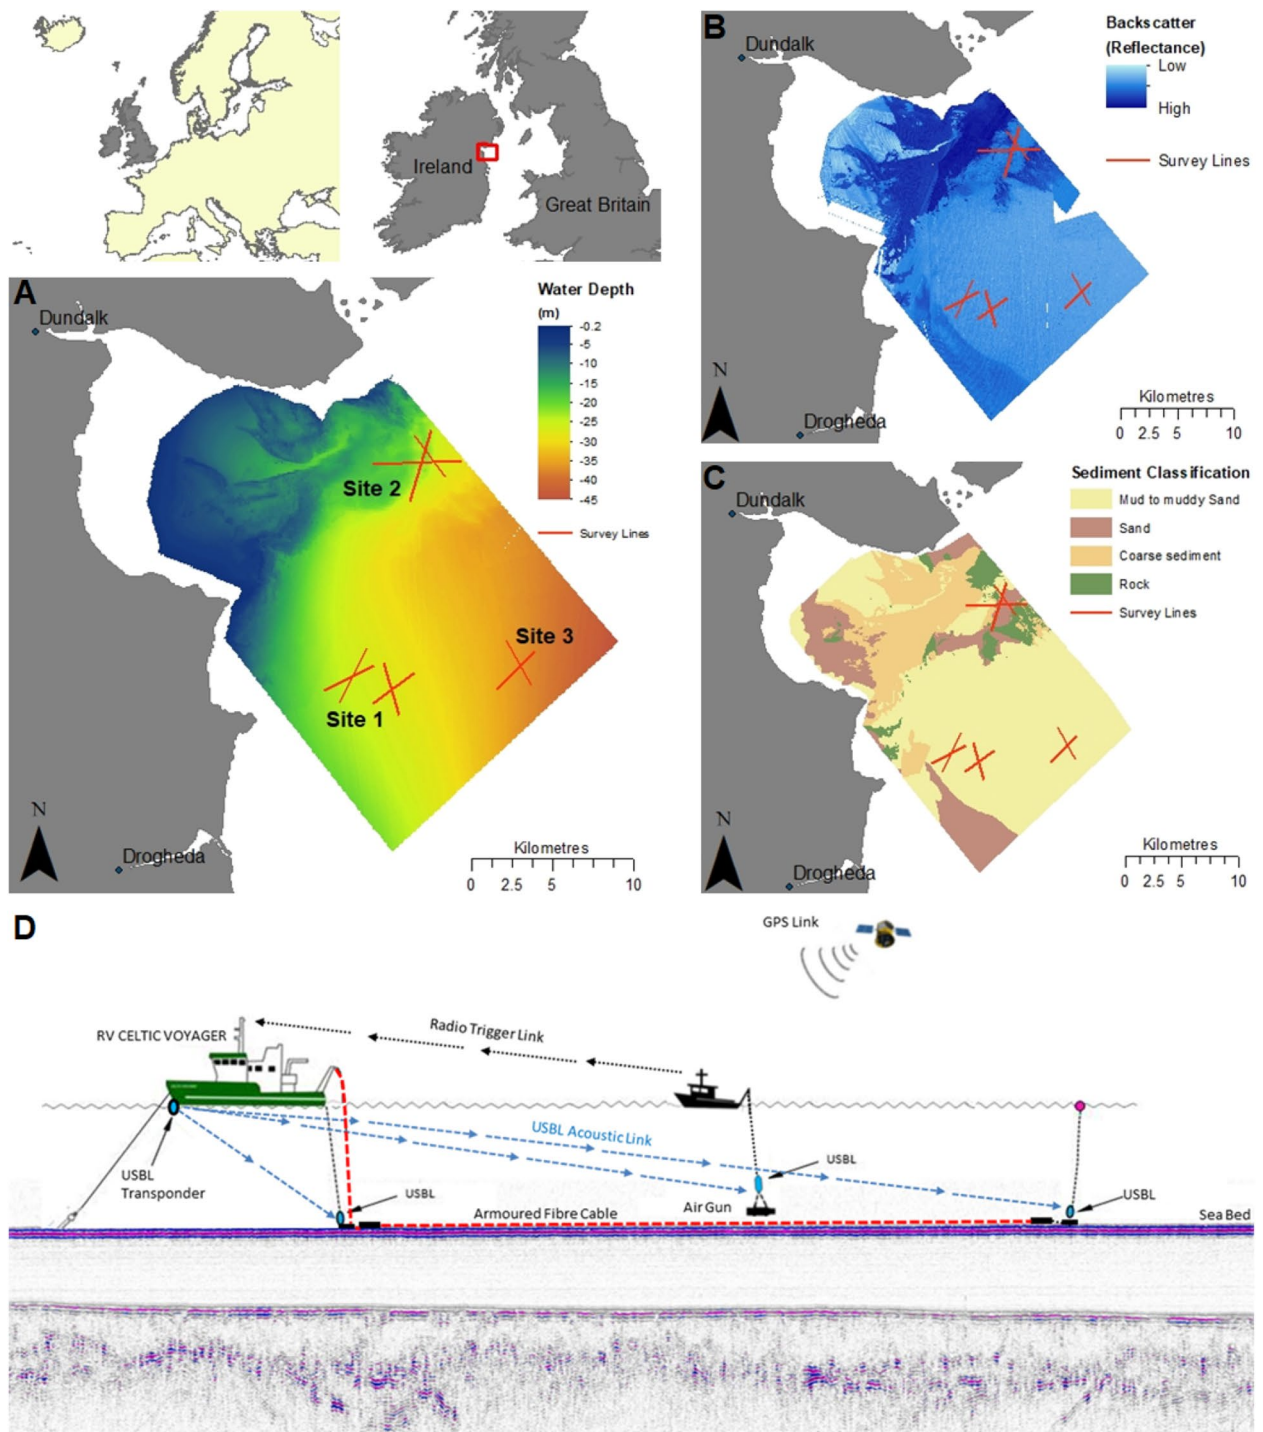 Ireland
Great Britain
A
Dundalk
Water Depth
(m)
-0.2
-5
-10
-15
-20
-25
-30
-35
-40
-45
Survey Lines
Site 2
Site 3
Site 1
N
Drogheda
Kilometres
0 2.5 5 10
B
Dundalk
Backscatter
(Reflectance)
Low
High
Survey Lines
N
Drogheda
Kilometres
0 2.5 5 10
C
Dundalk
Sediment Classification
Mud to muddy Sand
Sand
Coarse sediment
Rock
Survey Lines
N
Drogheda
Kilometres
0 2.5 5 10
D
GPS Link
RV CELTIC VOYAGER
Radio Trigger Link
USBL Acoustic Link
USBL
Transponder
USBL
USBL
USBL
Armoured Fibre Cable
Air Gun
Sea Bed